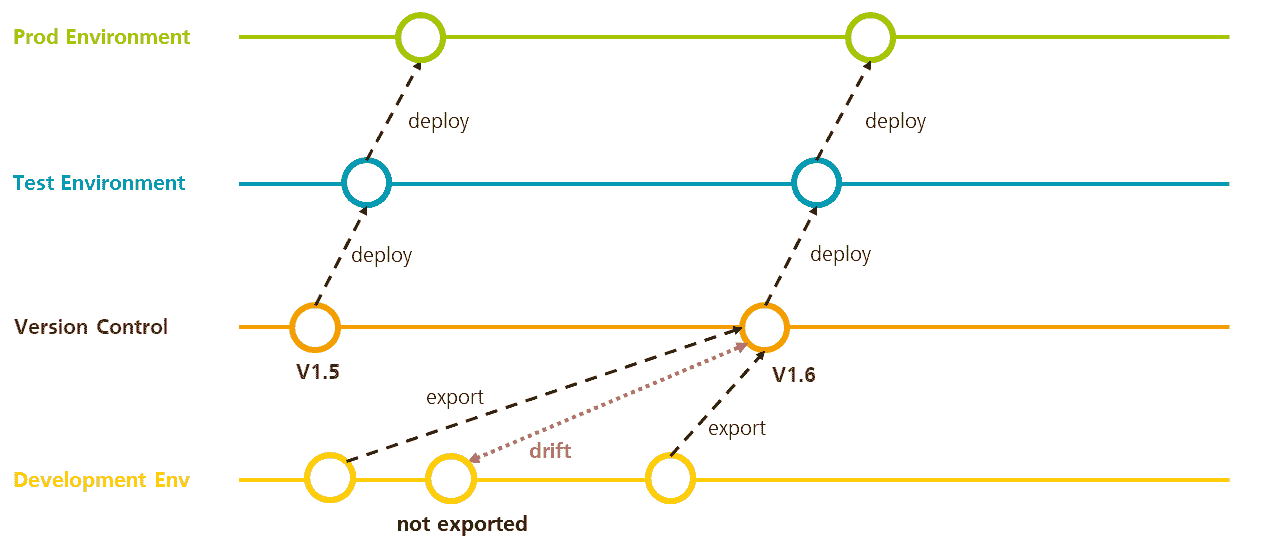 Prod Environment
deploy
deploy
Test Environment
deploy
deploy
Version Control
V1.5
V1.6
export
export
drift
Development Env
not exported